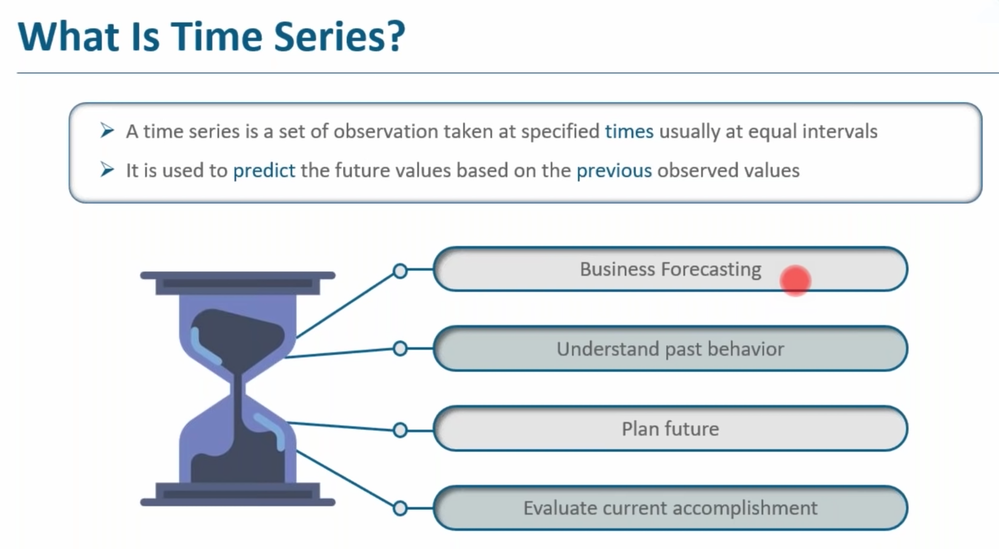 What Is Time Series?
A time series is a set of observation taken at specified times usually at equal intervals
It is used to predict the future values based on the previous observed values
Business Forecasting
Understand past behavior
Plan future
Evaluate current accomplishment